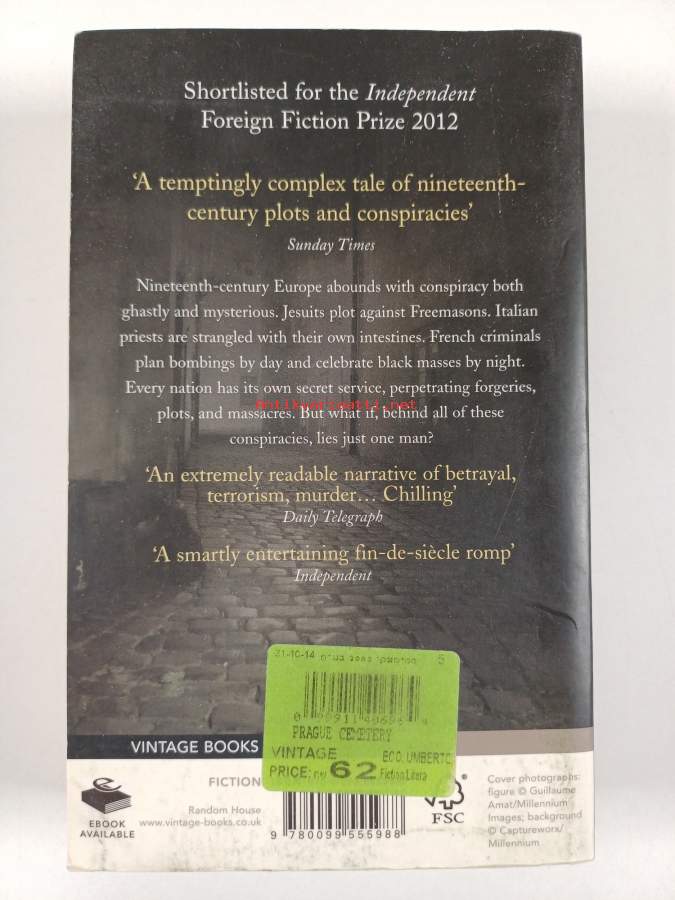 Shortlisted for the Independent
Foreign Fiction Prize 2012
‘A temptingly complex tale of nineteenth-
century plots and conspiracies’
Sunday Times
Nineteenth-century Europe abounds with conspiracy both
ghastly and mysterious. Jesuits plot against Freemasons. Italian
priests are strangled with their own intestines. French criminals
plan bombings by day and celebrate black masses by night.
Every nation has its own secret service, perpetrating forgeries,
Antikvariaatti.net
plots, and massacres. But what if, behind all of these
conspiracies, lies just one man?
‘An extremely readable narrative of betrayal,
terrorism, murder… Chilling’
Daily Telegraph
‘A smartly entertaining fin-de-siècle romp’
Independent
21-10-14
PRAGUE CEMETERY
VINTAGE ECO, UMBERTO
PRICE: 62 Fiction
VINTAGE BOOKS
FICTION
EBOOK
AVAILABLE
Random House
www.vintage-books.co.uk
9 780099 555988
FSC®
Cover photographs:
figure © Guillaume
Amat/Millennium
Images; background
© Captureworx/
Millennium